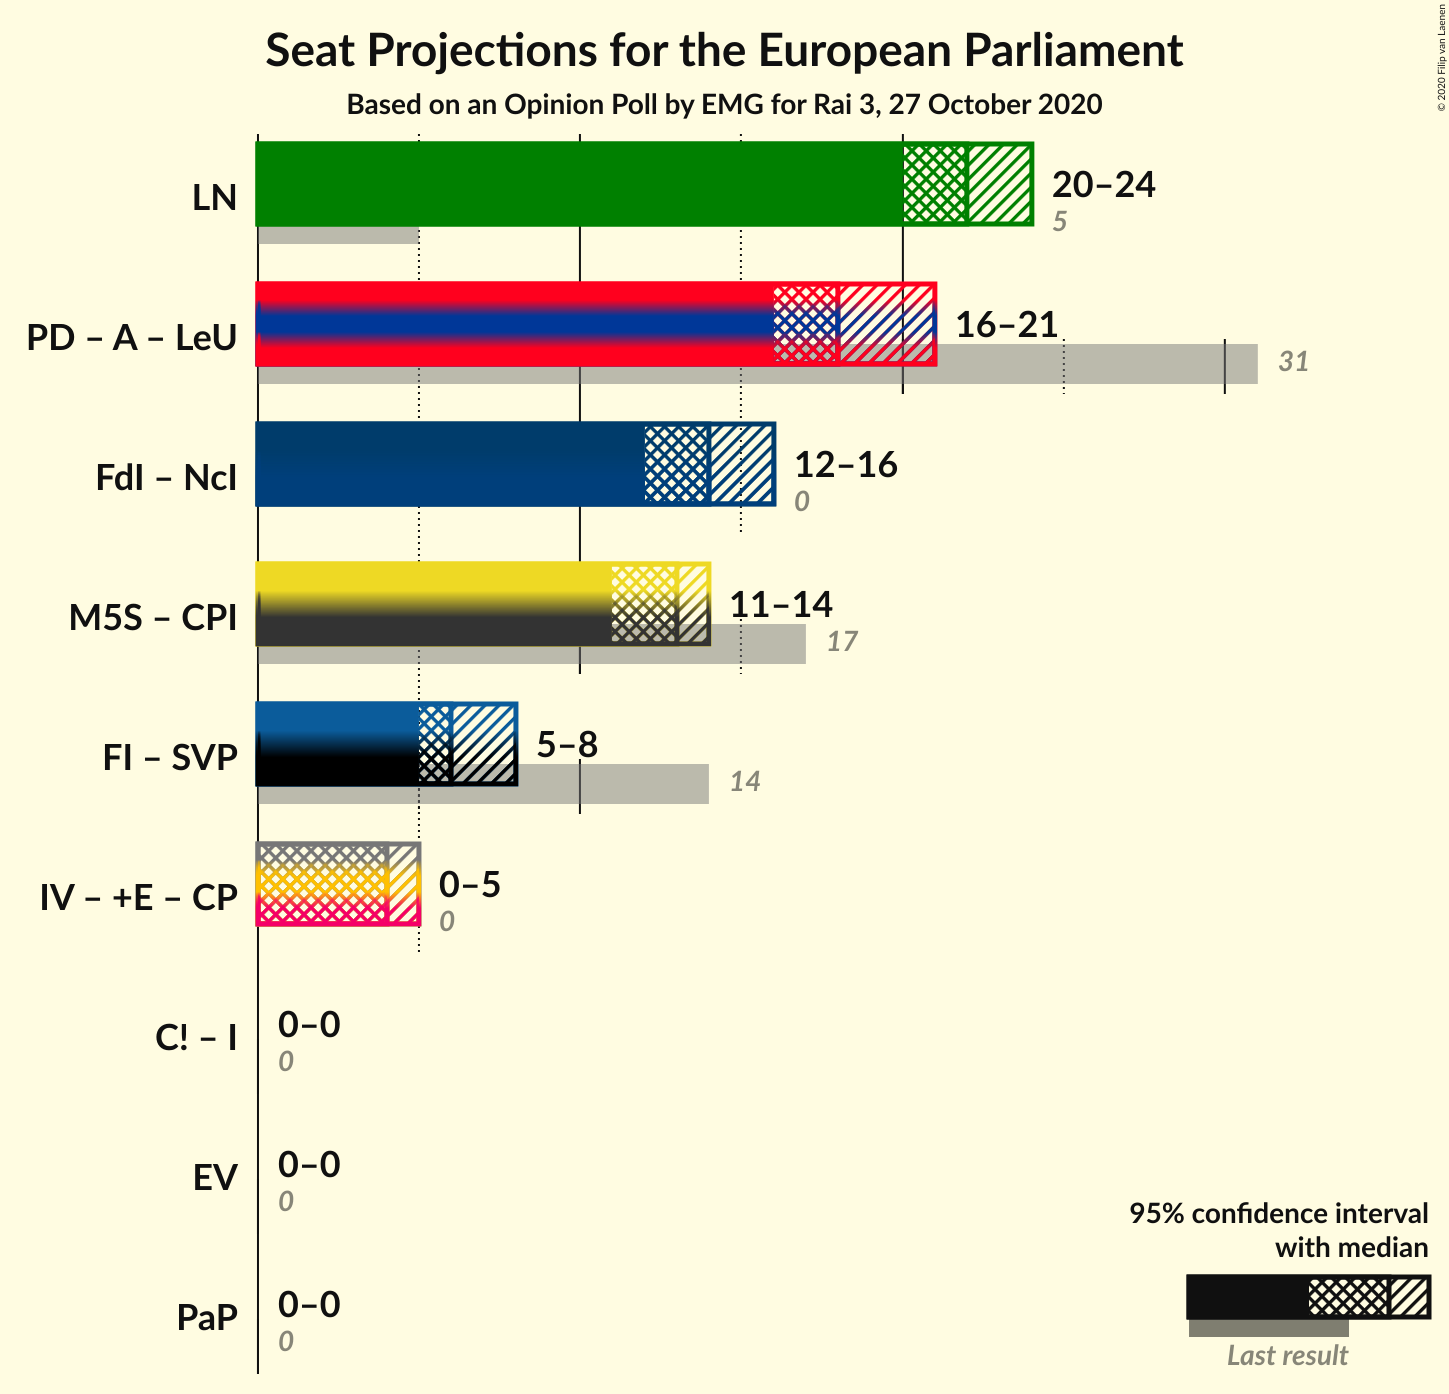 Seat Projections for the European Parliament
Based on an Opinion Poll by EMG for Rai 3, 27 October 2020
© 2020 Filip van Laenen
LN
20–24
5
PD – A – LeU
16–21
31
FdI – NcI
12–16
0
M5S – CPI
11–14
17
FI – SVP
5–8
14
IV – +E – CP
0–5
0
C! – I
0–0
0
EV
0–0
0
PaP
0–0
0
95% confidence interval
with median
Last result